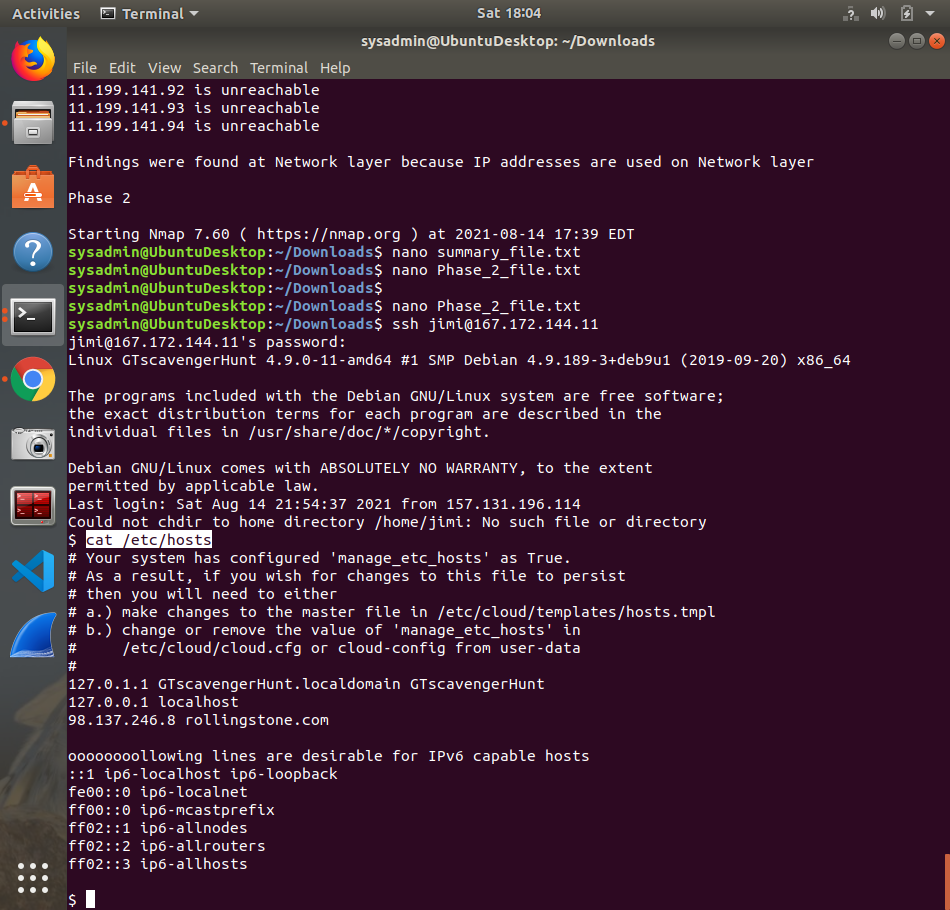 Activities Terminal Sat 18:04
sysadmin@UbuntuDesktop: ~/Downloads
File Edit View Search Terminal Help
11.199.141.92 is unreachable
11.199.141.93 is unreachable
11.199.141.94 is unreachable
Findings were found at Network layer because IP addresses are used on Network layer
Phase 2
Starting Nmap 7.60 ( https://nmap.org ) at 2021-08-14 17:39 EDT
sysadmin@UbuntuDesktop:~/Downloads$ nano summary_file.txt
sysadmin@UbuntuDesktop:~/Downloads$ nano Phase_2_file.txt
sysadmin@UbuntuDesktop:~/Downloads$
sysadmin@UbuntuDesktop:~/Downloads$ nano Phase_2_file.txt
sysadmin@UbuntuDesktop:~/Downloads$ ssh jimi@167.172.144.11
jimi@167.172.144.11's password:
Linux GTscavengerHunt 4.9.0-11-amd64 #1 SMP Debian 4.9.189-3+deb9u1 (2019-09-20) x86_64
The programs included with the Debian GNU/Linux system are free software;
the exact distribution terms for each program are described in the
individual files in /usr/share/doc/*/copyright.
Debian GNU/Linux comes with ABSOLUTELY NO WARRANTY, to the extent
permitted by applicable law.
Last login: Sat Aug 14 21:54:37 2021 from 157.131.196.114
Could not chdir to home directory /home/jimi: No such file or directory
$ cat /etc/hosts
# Your system has configured 'manage_etc_hosts' as True.
# As a result, if you wish for changes to this file to persist
# then you will need to either
# a.) make changes to the master file in /etc/cloud/templates/hosts.tmpl
# b.) change or remove the value of 'manage_etc_hosts' in
#     /etc/cloud/cloud.cfg or cloud-config from user-data
#
127.0.1.1 GTscavengerHunt.localdomain GTscavengerHunt
127.0.0.1 localhost
98.137.246.8 rollingstone.com
oooooooollowing lines are desirable for IPv6 capable hosts
::1 ip6-localhost ip6-loopback
fe00::0 ip6-localnet
ff00::0 ip6-mcastprefix
ff02::1 ip6-allnodes
ff02::2 ip6-allrouters
ff02::3 ip6-allhosts
$